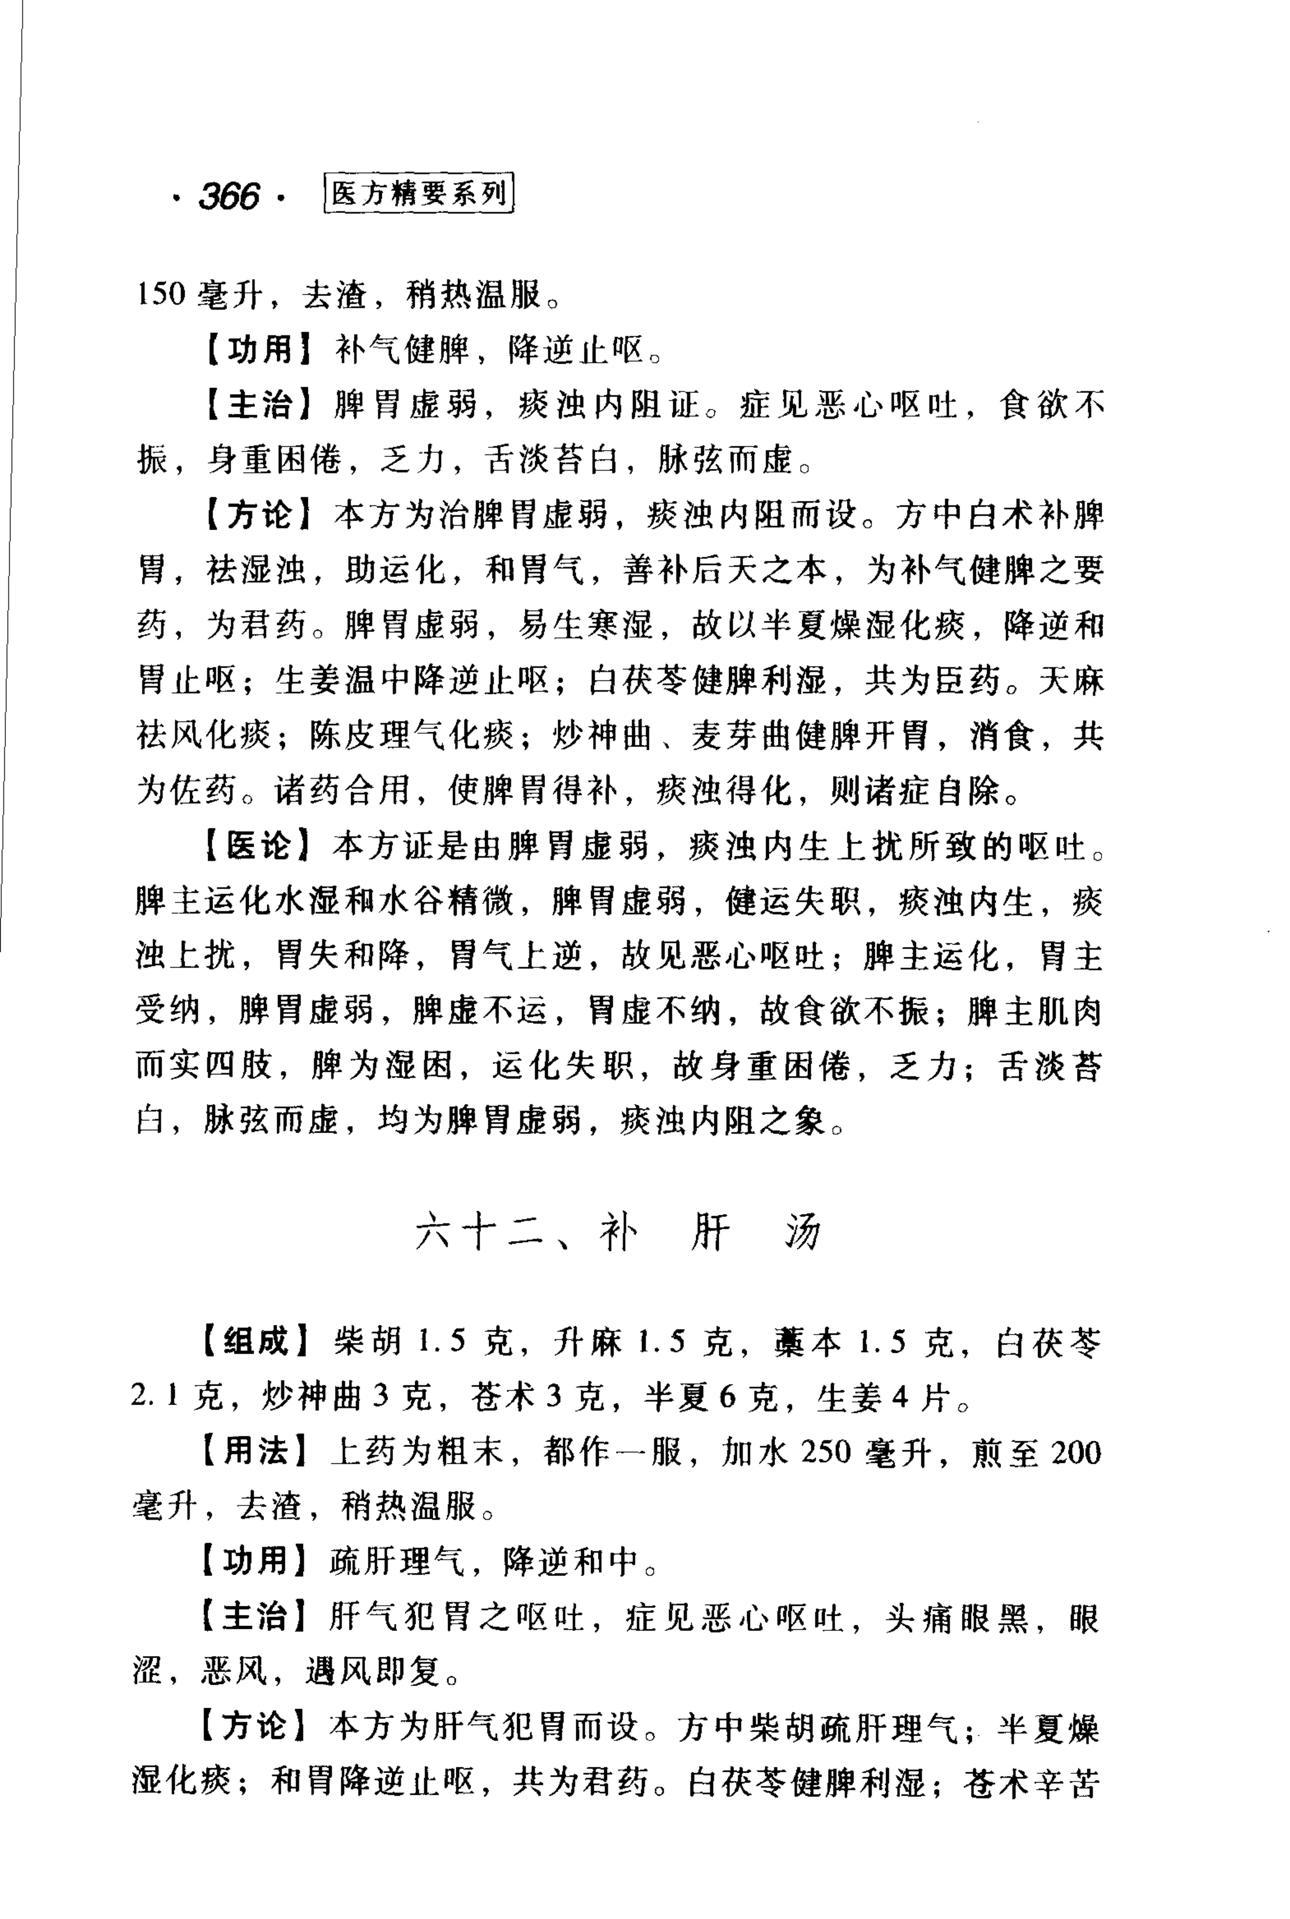 ·366· 医方精要系列
150毫升，去渣，稍热温服。
【功用】补气健脾，降逆止呕。
【主治】脾胃虚弱，痰浊内阻证。症见恶心呕吐，食欲不
振，身重困倦，乏力，舌淡苔白，脉弦而虚。
【方论】本方为治脾胃虚弱，痰浊内阻而设。方中白术补脾
胃，祛湿浊，助运化，和胃气，善补后天之本，为补气健脾之要
药，为君药。脾胃虚弱，易生寒湿，故以半夏燥湿化痰，降逆和
胃止呕；生姜温中降逆止呕；白茯苓健脾利湿，共为臣药。天麻
祛风化痰；陈皮理气化痰；炒神曲、麦芽曲健脾开胃，消食，共
为佐药。诸药合用，使脾胃得补，痰浊得化，则诸症自除。
【医论】本方证是由脾胃虚弱，痰浊内生上扰所致的呕吐。
脾主运化水湿和水谷精微，脾胃虚弱，健运失职，痰浊内生，痰
浊上扰，胃失和降，胃气上逆，故见恶心呕吐；脾主运化，胃主
受纳，脾胃虚弱，脾虚不运，胃虚不纳，故食欲不振；脾主肌肉
而实四肢，脾为湿困，运化失职，故身重困倦，乏力；舌淡苔
白，脉弦而虚，均为脾胃虚弱，痰浊内阻之象。
六十二、补 肝 汤
【组成】柴胡1.5克，升麻1.5克，藁本1.5克，白茯苓
2.1克，炒神曲3克，苍术3克，半夏6克，生姜4片。
【用法】上药为粗末，都作一服，加水250毫升，煎至200
毫升，去渣，稍热温服。
【功用】疏肝理气，降逆和中。
【主治】肝气犯胃之呕吐，症见恶心呕吐，头痛眼黑，眼
涩，恶风，遇风即复。
【方论】本方为肝气犯胃而设。方中柴胡疏肝理气；半夏燥
湿化痰；和胃降逆止呕，共为君药。白茯苓健脾利湿；苍术辛苦